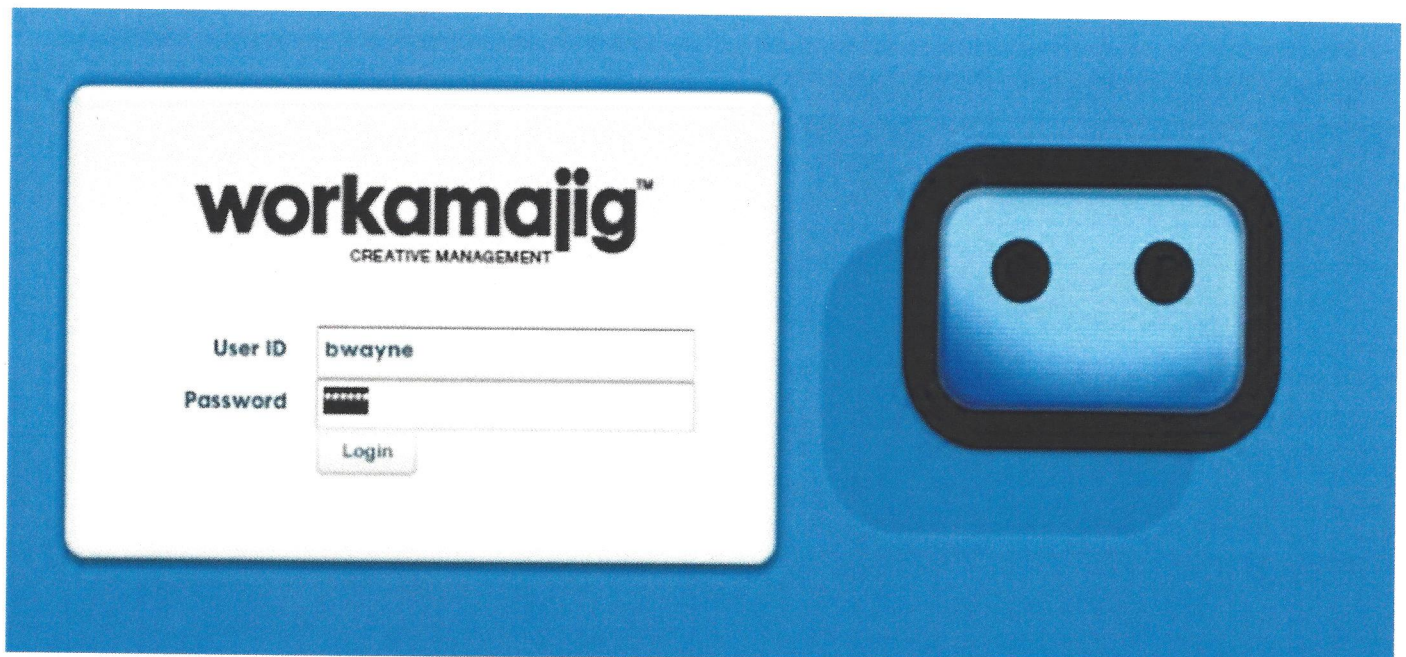 workamajig™
CREATIVE MANAGEMENT
User ID bwayne
Password ******
Login